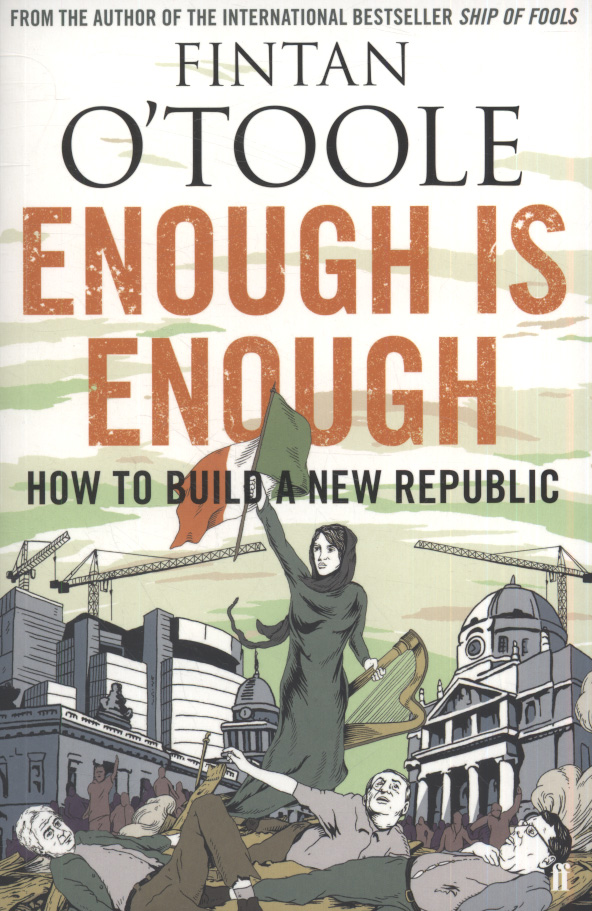 FROM THE AUTHOR OF THE INTERNATIONAL BESTSELLER SHIP OF FOOLS
FINTAN
O'TOOLE
ENOUGH IS
ENOUGH
HOW TO BUILD A NEW REPUBLIC
ff